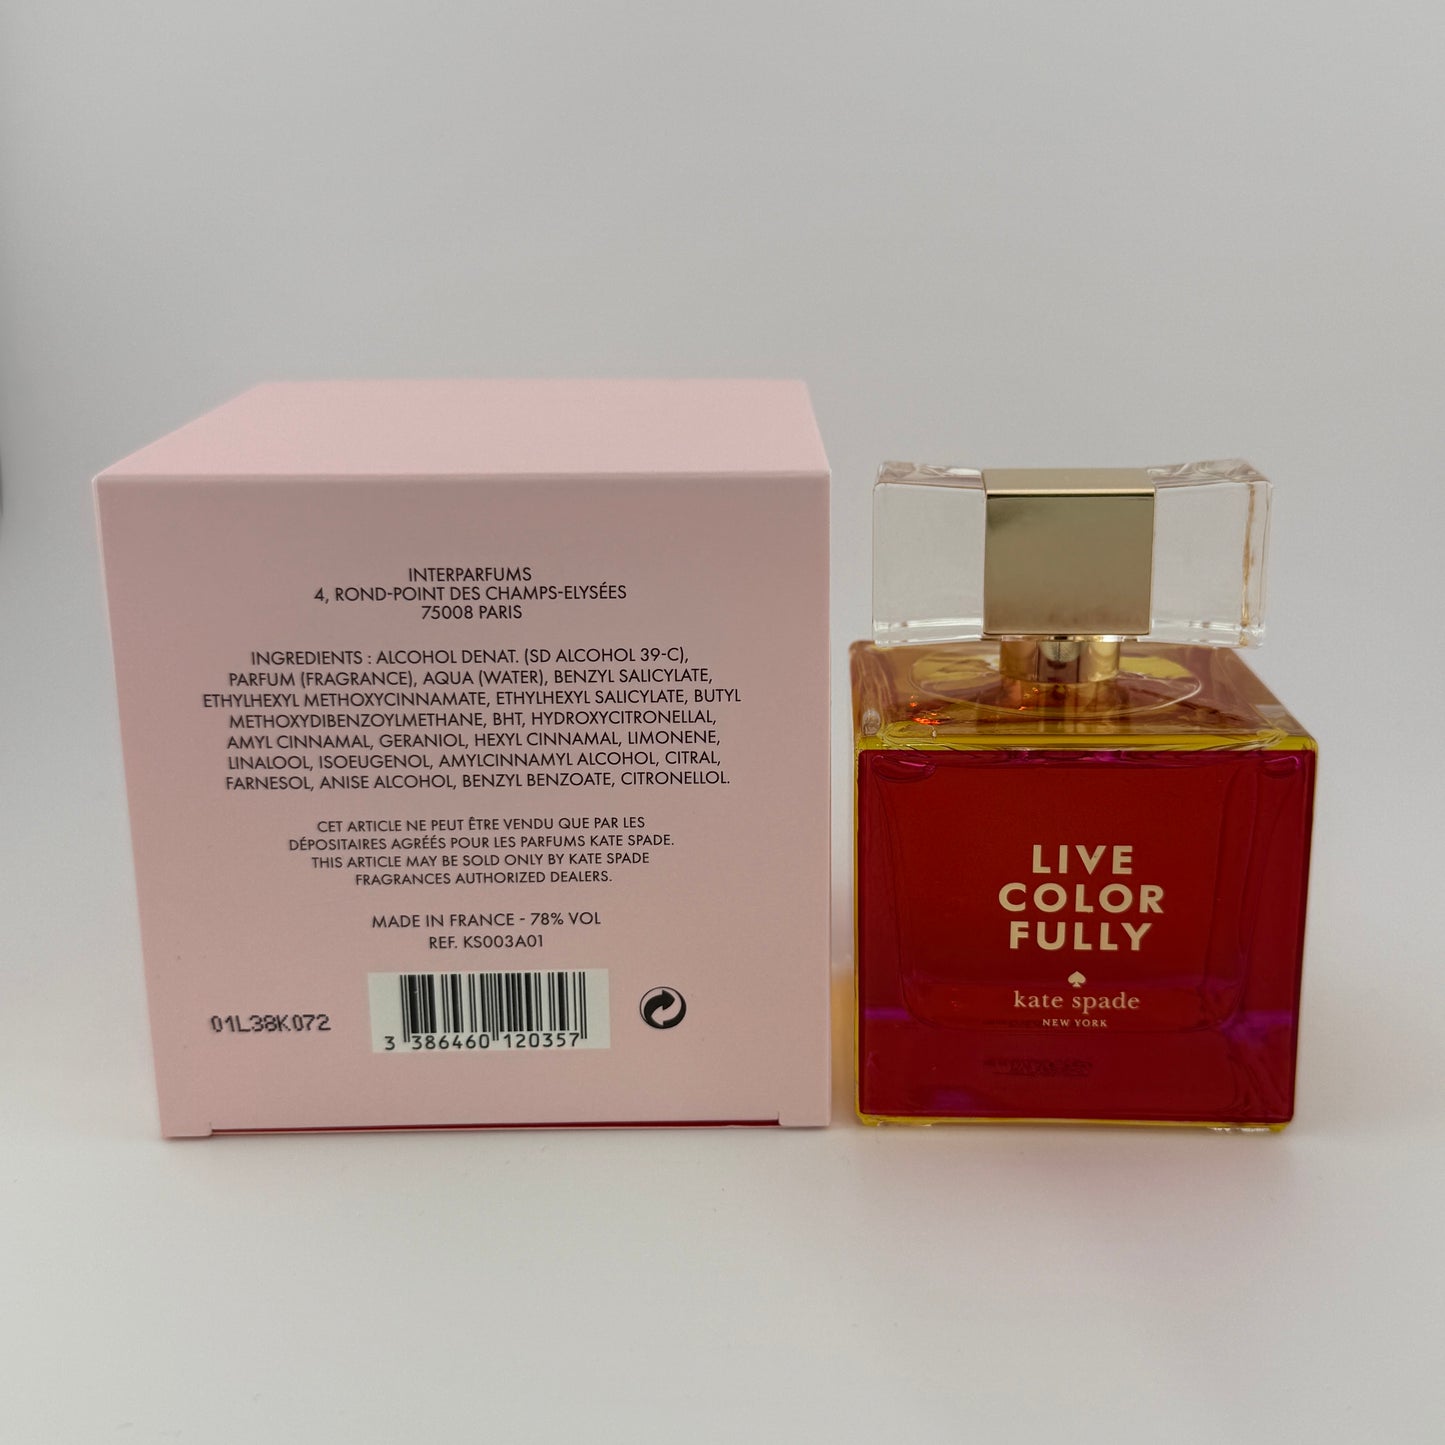 INTERPARFUMS
4, ROND-POINT DES CHAMPS-ELYSÉES
75008 PARIS
INGREDIENTS : ALCOHOL DENAT. (SD ALCOHOL 39-C),
PARFUM (FRAGRANCE), AQUA (WATER), BENZYL SALICYLATE,
ETHYLHEXYL METHOXYCINNAMATE, ETHYLHEXYL SALICYLATE, BUTYL
METHOXYDIBENZOYLMETHANE, BHT, HYDROXYCITRONELLAL,
AMYL CINNAMAL, GERANIOL, HEXYL CINNAMAL, LIMONENE,
LINALOOL, ISOEUGENOL, AMYLCINNAMYL ALCOHOL, CITRAL,
FARNESOL, ANISE ALCOHOL, BENZYL BENZOATE, CITRONELLOL.
CET ARTICLE NE PEUT ÊTRE VENDU QUE PAR LES
DÉPOSITAIRES AGRÉÉS POUR LES PARFUMS KATE SPADE.
THIS ARTICLE MAY BE SOLD ONLY BY KATE SPADE
FRAGRANCES AUTHORIZED DEALERS.
MADE IN FRANCE - 78% VOL
REF. KS003A01
01L38K072
3 386460 120357
LIVE
COLOR
FULLY
kate spade
NEW YORK